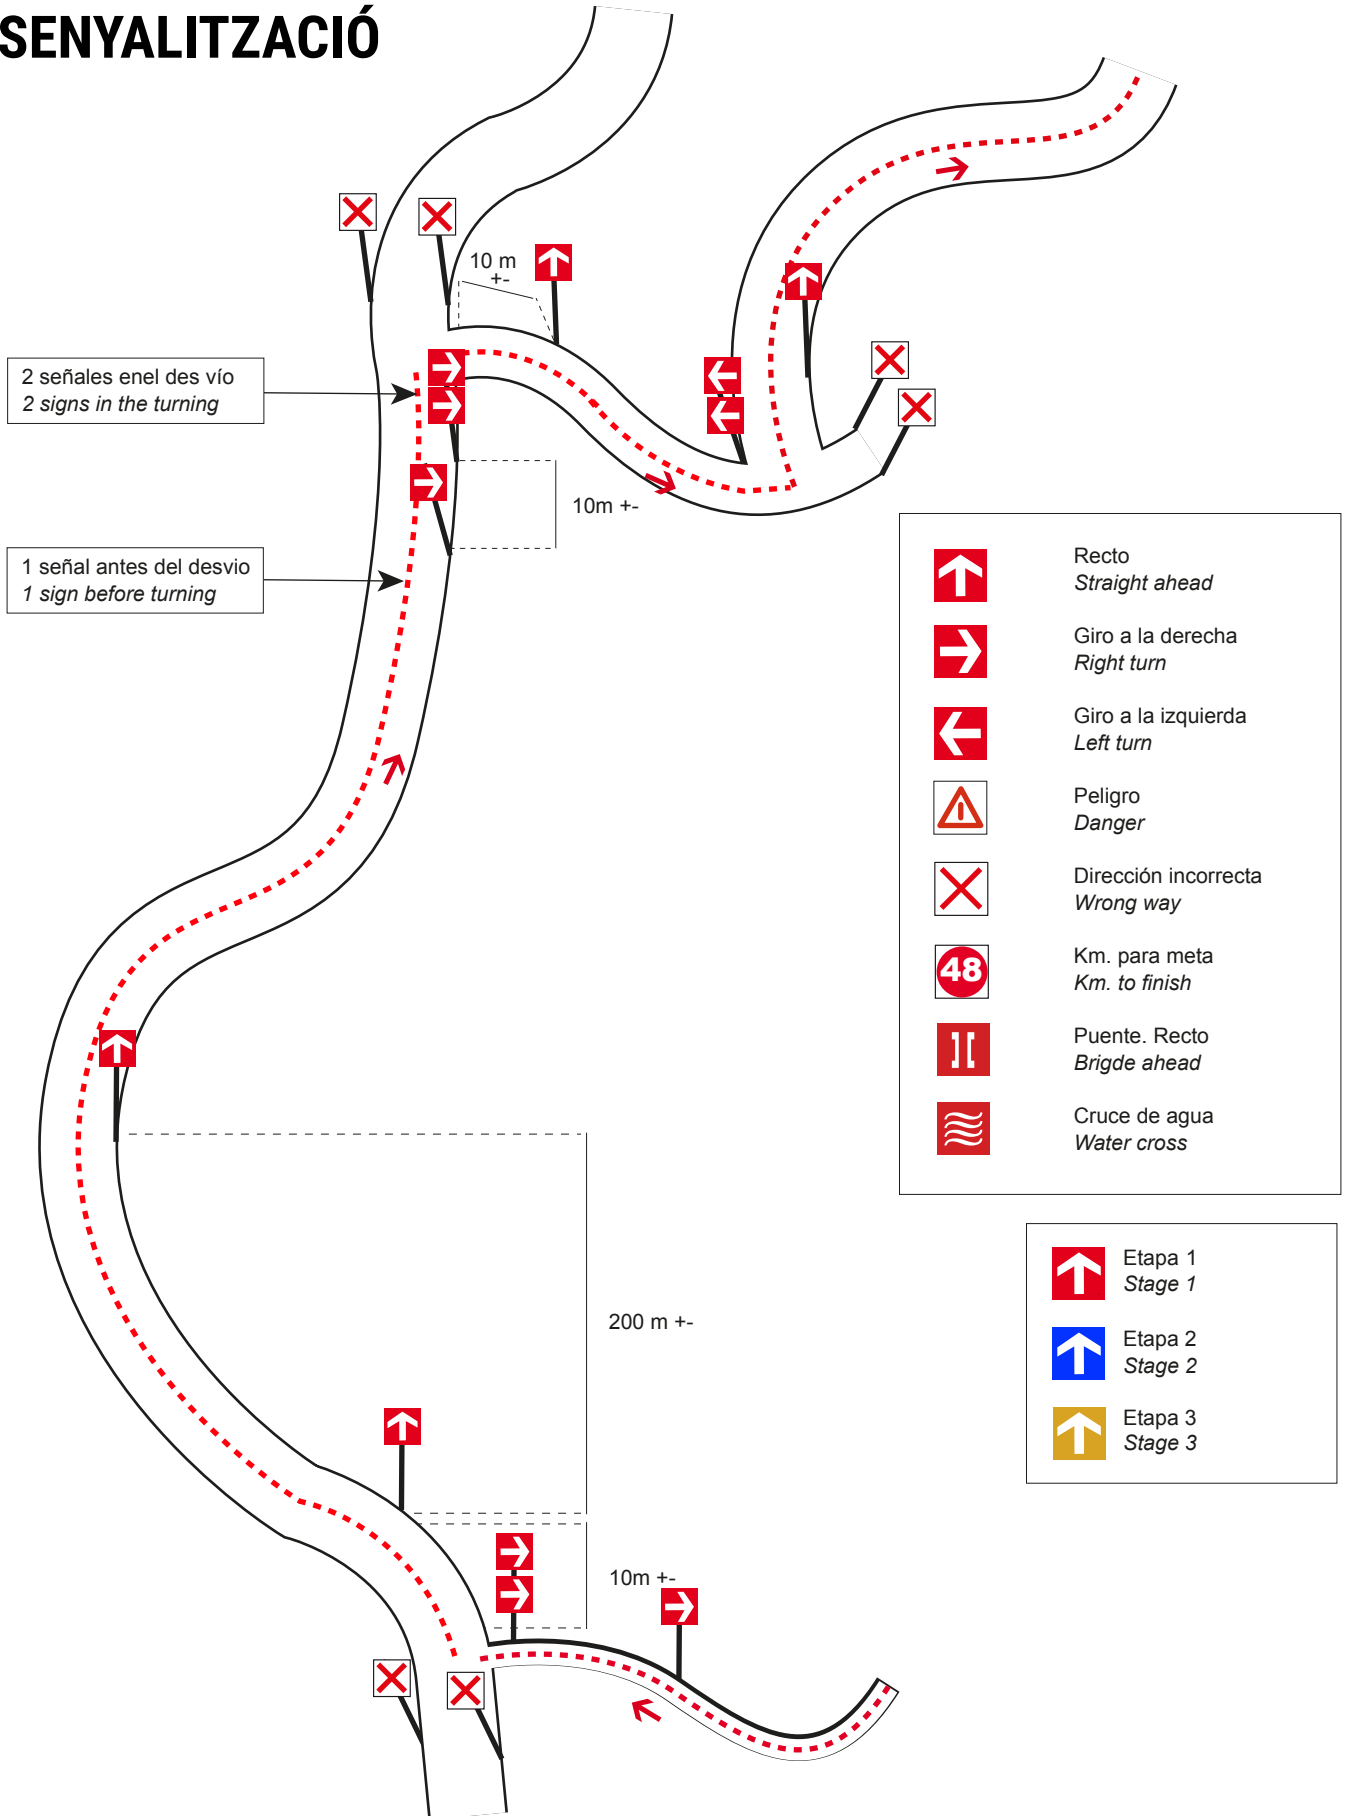 SENYALITZACIÓ
10 m
+-
2 señales enel des vío
2 signs in the turning
10m +-
1 señal antes del desvio
1 sign before turning
Recto
Straight ahead
Giro a la derecha
Right turn
Giro a la izquierda
Left turn
Peligro
Danger
Dirección incorrecta
Wrong way
48
Km. para meta
Km. to finish
Puente. Recto
Brigde ahead
Cruce de agua
Water cross
Etapa 1
Stage 1
200 m +-
Etapa 2
Stage 2
Etapa 3
Stage 3
10m +-